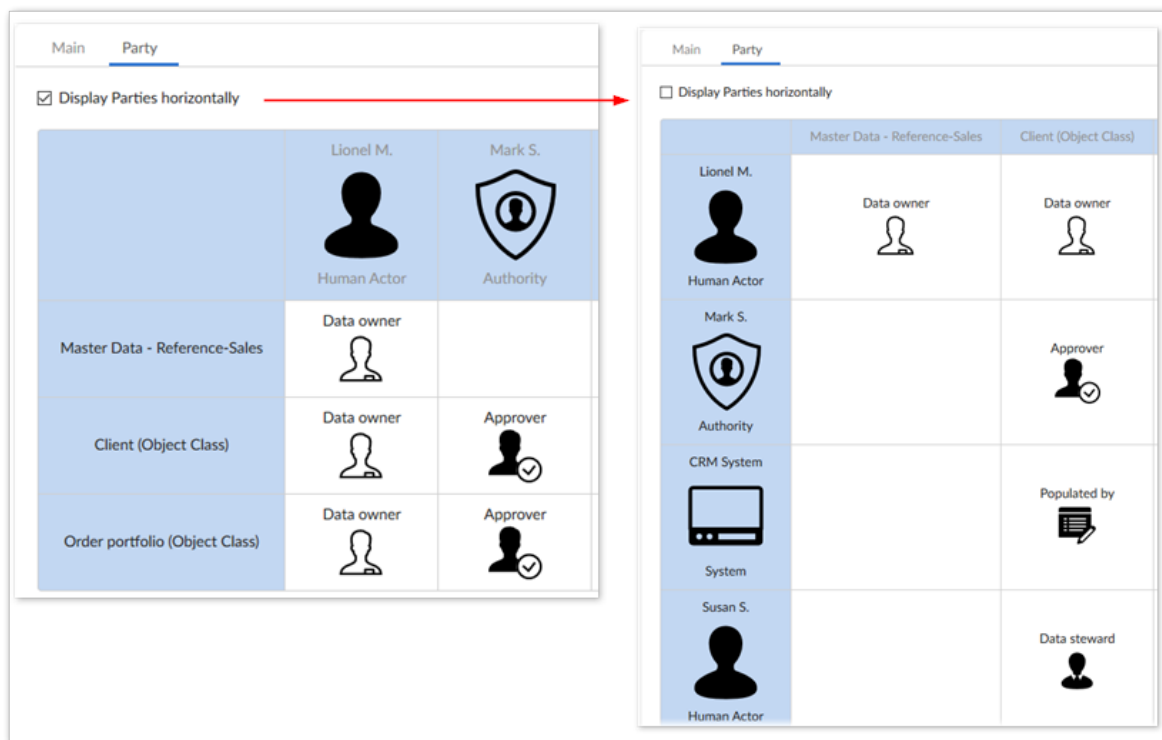 Main Party
Display Parties horizontally
Lionel M. Mark S.
Human Actor Authority
Data owner
Master Data - Reference-Sales
Data owner Approver
Client (Object Class)
Data owner Approver
Order portfolio (Object Class)
Main Party
Display Parties horizontally
Master Data - Reference-Sales Client (Object Class)
Lionel M.
Data owner Data owner
Human Actor
Mark S.
Approver
Authority
CRM System
Populated by
System
Susan S.
Data steward
Human Actor